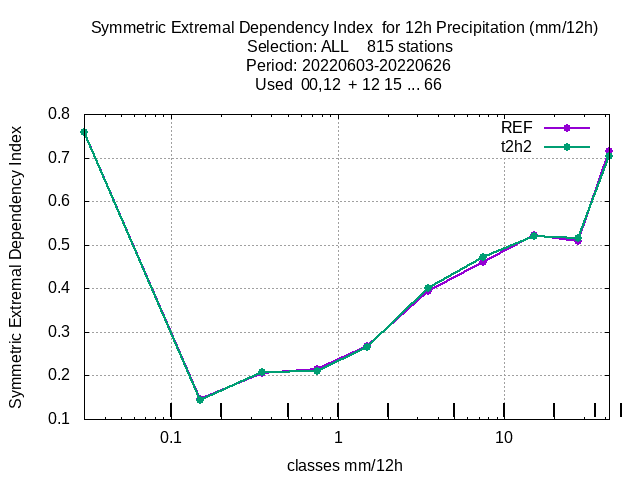 Symmetric Extremal Dependency Index  for 12h Precipitation (mm/12h)
Selection: ALL    815 stations
Period: 20220603-20220626
Used  00,12  + 12 15 ... 66
Symmetric Extremal Dependency Index
0.8
0.7
0.6
0.5
0.4
0.3
0.2
0.1
REF
t2h2
0.1 1 10
classes mm/12h